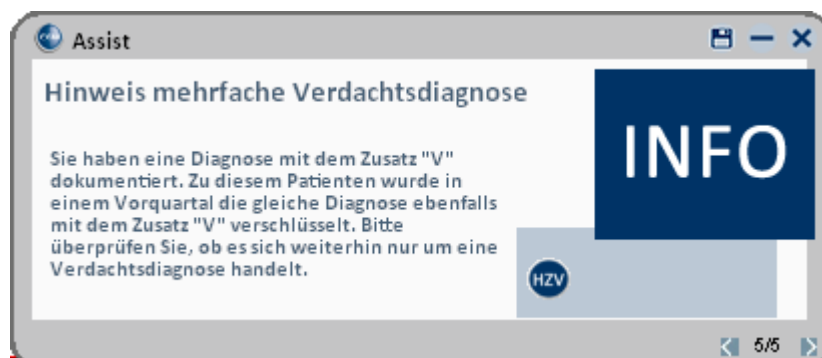 Assist
Hinweis mehrfache Verdachtsdiagnose
INFO
Sie haben eine Diagnose mit dem Zusatz "V"
dokumentiert. Zu diesem Patienten wurde in
einem Vorquartal die gleiche Diagnose ebenfalls
mit dem Zusatz "V" verschlüsselt. Bitte
überprüfen Sie, ob es sich weiterhin nur um eine
Verdachtsdiagnose handelt.
HZV
5/5